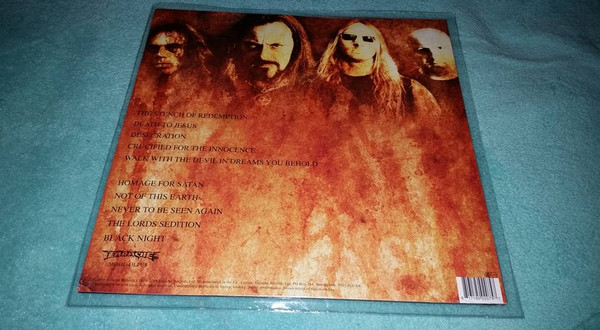 THE STENCH OF REDEMPTION
DEATH TO JESUS
DESECRATION
CRUCIFIED FOR THE INNOCENCE
WALK WITH THE DEVIL IN DREAMS YOU BEHOLD
HOMAGE FOR SATAN
NOT OF THIS EARTH
NEVER TO BE SEEN AGAIN
THE LORDS SEDITION
BLACK NIGHT
EARACHE